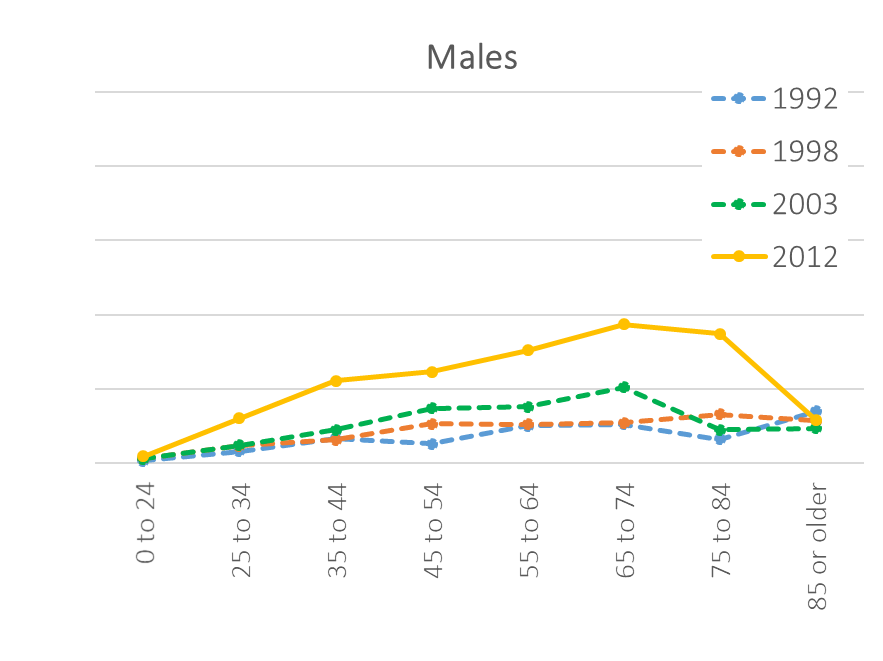 Males
1992
1998
2003
2012
0 to 24
25 to 34
35 to 44
45 to 54
55 to 64
65 to 74
75 to 84
85 or older